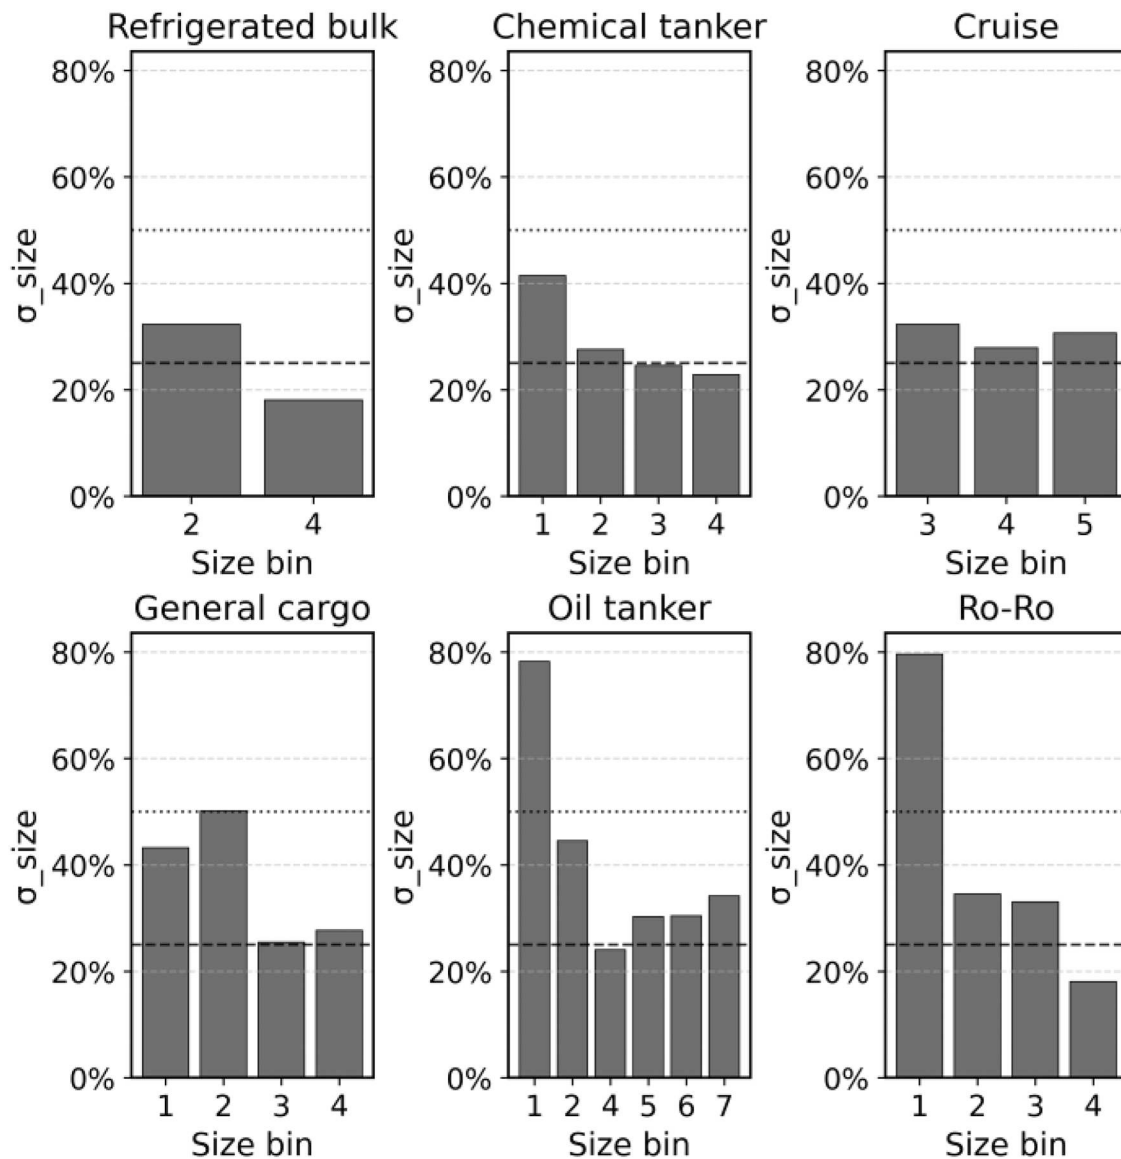 Refrigerated bulk
80%
60%
40%
20%
0%
σ_size
2 4
Size bin
Chemical tanker
80%
60%
40%
20%
0%
σ_size
1 2 3 4
Size bin
Cruise
80%
60%
40%
20%
0%
σ_size
3 4 5
Size bin
General cargo
80%
60%
40%
20%
0%
σ_size
1 2 3 4
Size bin
Oil tanker
80%
60%
40%
20%
0%
σ_size
1 2 4 5 6 7
Size bin
Ro-Ro
80%
60%
40%
20%
0%
σ_size
1 2 3 4
Size bin